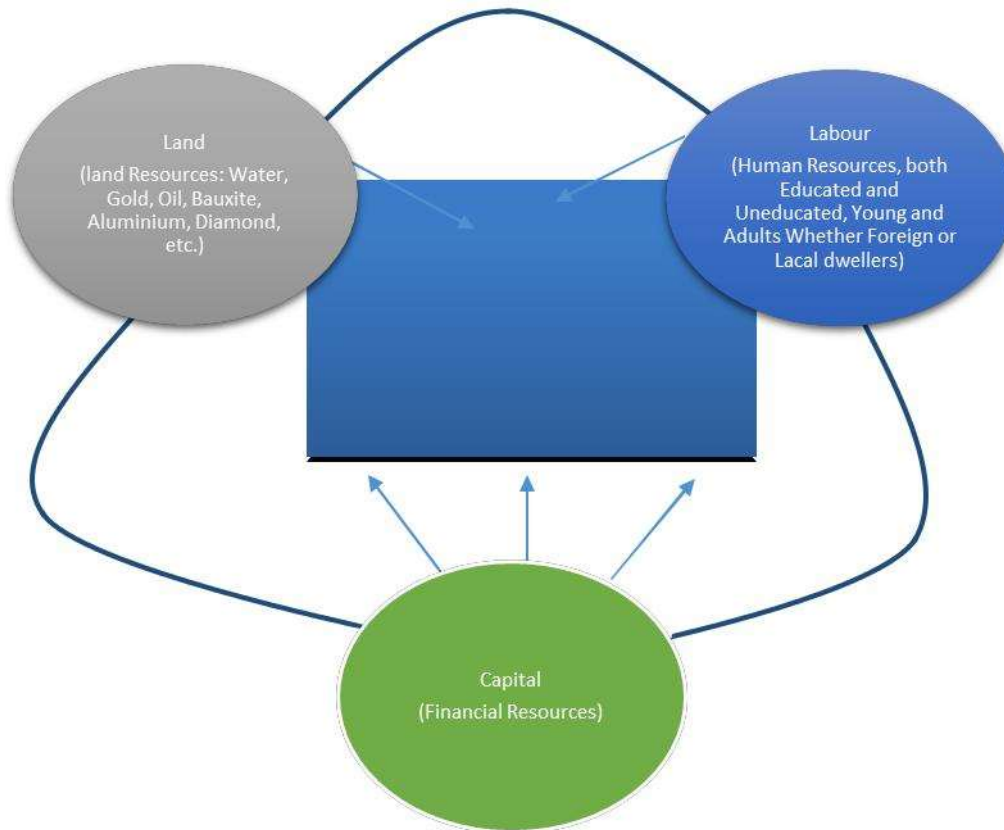 Land
(land Resources: Water,
Gold, Oil, Bauxite,
Aluminium, Diamond,
etc.)
Labour
(Human Resources, both
Educated and
Uneducated, Young and
Adults Whether Foreign or
Lacal dwellers)
Capital
(Financial Resources)